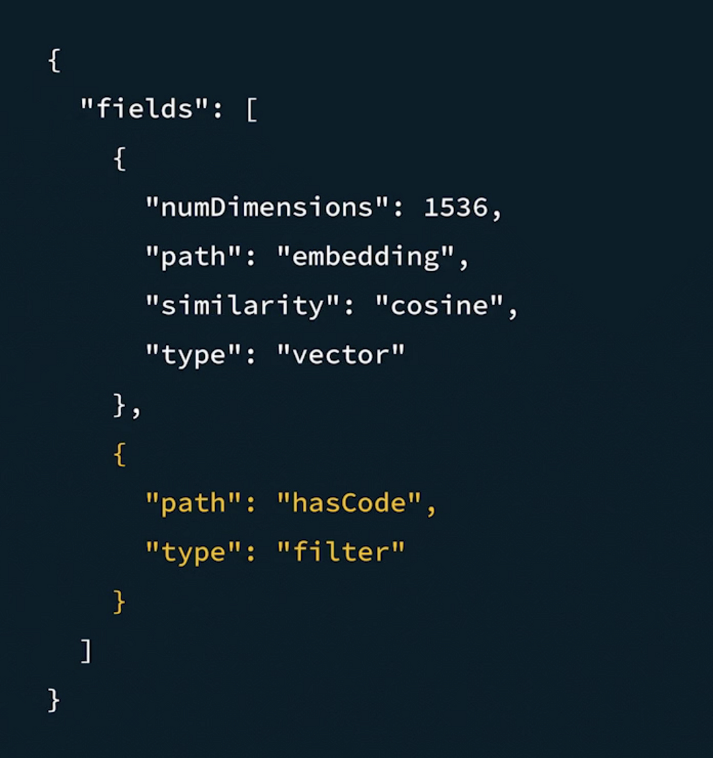 {
  "fields": [
    {
      "numDimensions": 1536,
      "path": "embedding",
      "similarity": "cosine",
      "type": "vector"
    },
    {
      "path": "hasCode",
      "type": "filter"
    }
  ]
}